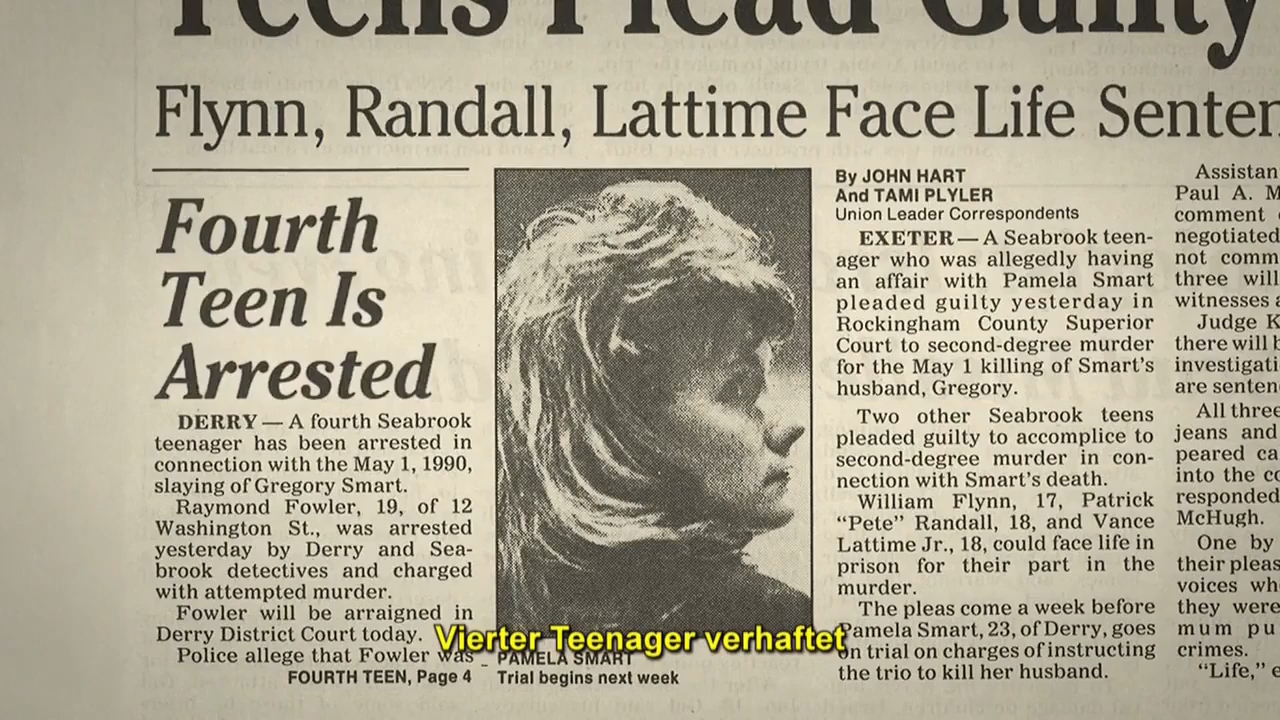 Teens Plead Guilty
Flynn, Randall, Lattime Face Life Senten
Fourth
Teen Is
Arrested
DERRY — A fourth Seabrook
teenager has been arrested in
connection with the May 1, 1990,
slaying of Gregory Smart.
Raymond Fowler, 19, of 12
Washington St., was arrested
yesterday by Derry and Sea-
brook detectives and charged
with attempted murder.
Fowler will be arraigned in
Derry District Court today.
Police allege that Fowler was
FOURTH TEEN, Page 4
PAMELA SMART
Trial begins next week
By JOHN HART
And TAMI PLYLER
Union Leader Correspondents
EXETER — A Seabrook teen-
ager who was allegedly having
an affair with Pamela Smart
pleaded guilty yesterday in
Rockingham County Superior
Court to second-degree murder
for the May 1 killing of Smart's
husband, Gregory.
Two other Seabrook teens
pleaded guilty to accomplice to
second-degree murder in con-
nection with Smart's death.
William Flynn, 17, Patrick
“Pete” Randall, 18, and Vance
Lattime Jr., 18, could face life in
prison for their part in the
murder.
The pleas come a week before
Pamela Smart, 23, of Derry, goes
on trial on charges of instructing
the trio to kill her husband.
Assistan
Paul A. M
comment
negotiated
not comm
three will
witnesses a
Judge K
there will b
investigati
are senten
All three
jeans and
peared ca
into the co
responded
McHugh.
One by
their pleas
voices wh
they were
mum pu
crimes.
“Life,” e
Vierter Teenager verhaftet